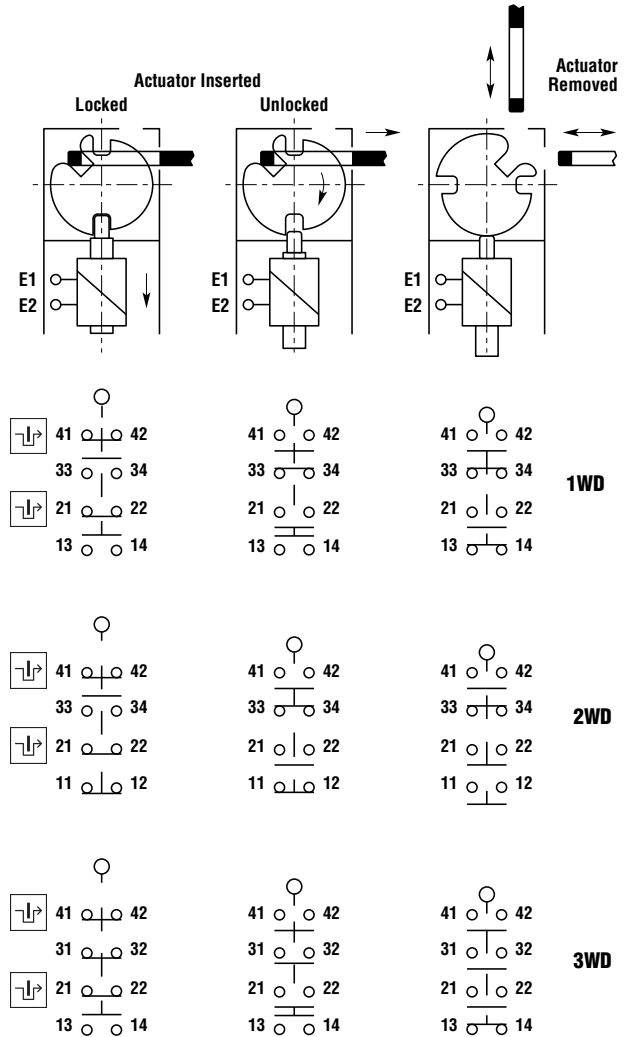 Actuator Inserted
Actuator
Removed
Locked
Unlocked
E1
E2
E1
E2
E1
E2
41 42 41 42 41 42
33 34 33 34 33 34
1WD
21 22 21 22 21 22
13 14 13 14 13 14
41 42 41 42 41 42
33 34 33 34 33 34
2WD
21 22 21 22 21 22
11 12 11 12 11 12
41 42 41 42 41 42
31 32 31 32 31 32
3WD
21 22 21 22 21 22
13 14 13 14 13 14